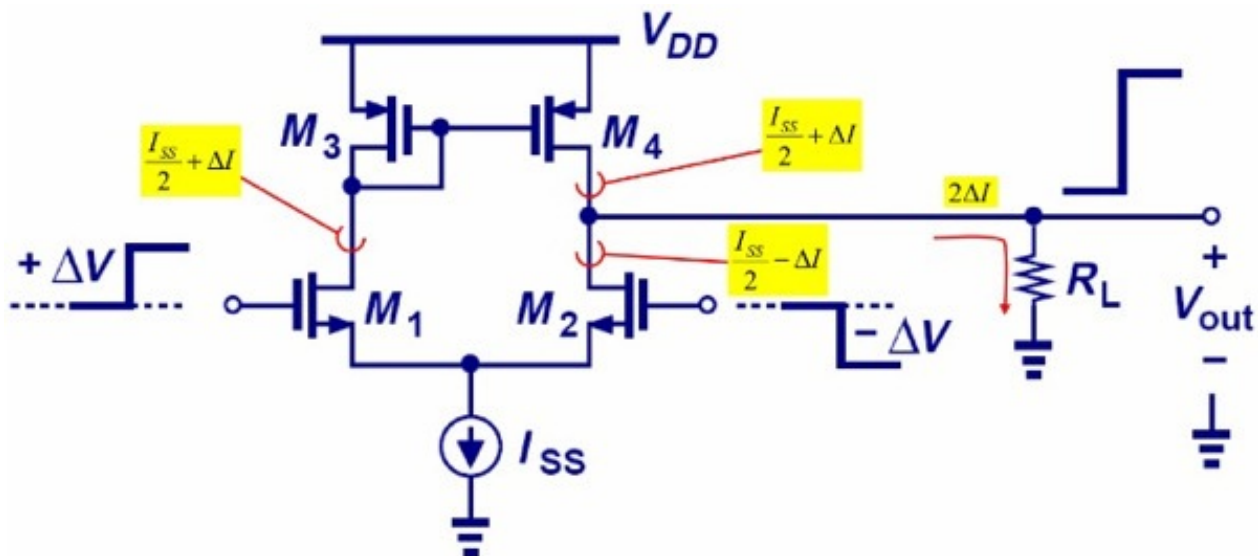 V_DD
M_3
M_4
I_SS/2 + ΔI
I_SS/2 + ΔI
2ΔI
I_SS/2 − ΔI
+ ΔV
M_1
M_2
− ΔV
R_L
+
V_out
−
I_SS